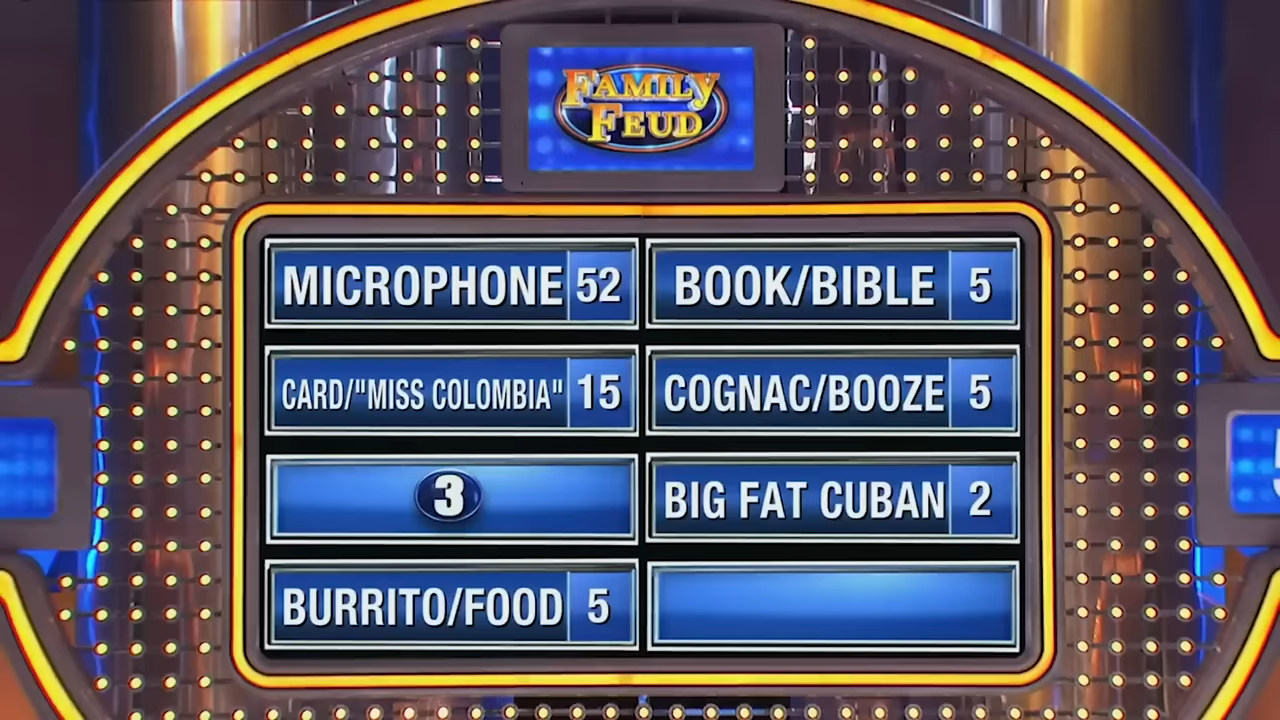 FAMILY
FEUD
MICROPHONE 52
BOOK/BIBLE 5
CARD/"MISS COLOMBIA" 15
COGNAC/BOOZE 5
3
BIG FAT CUBAN 2
BURRITO/FOOD 5